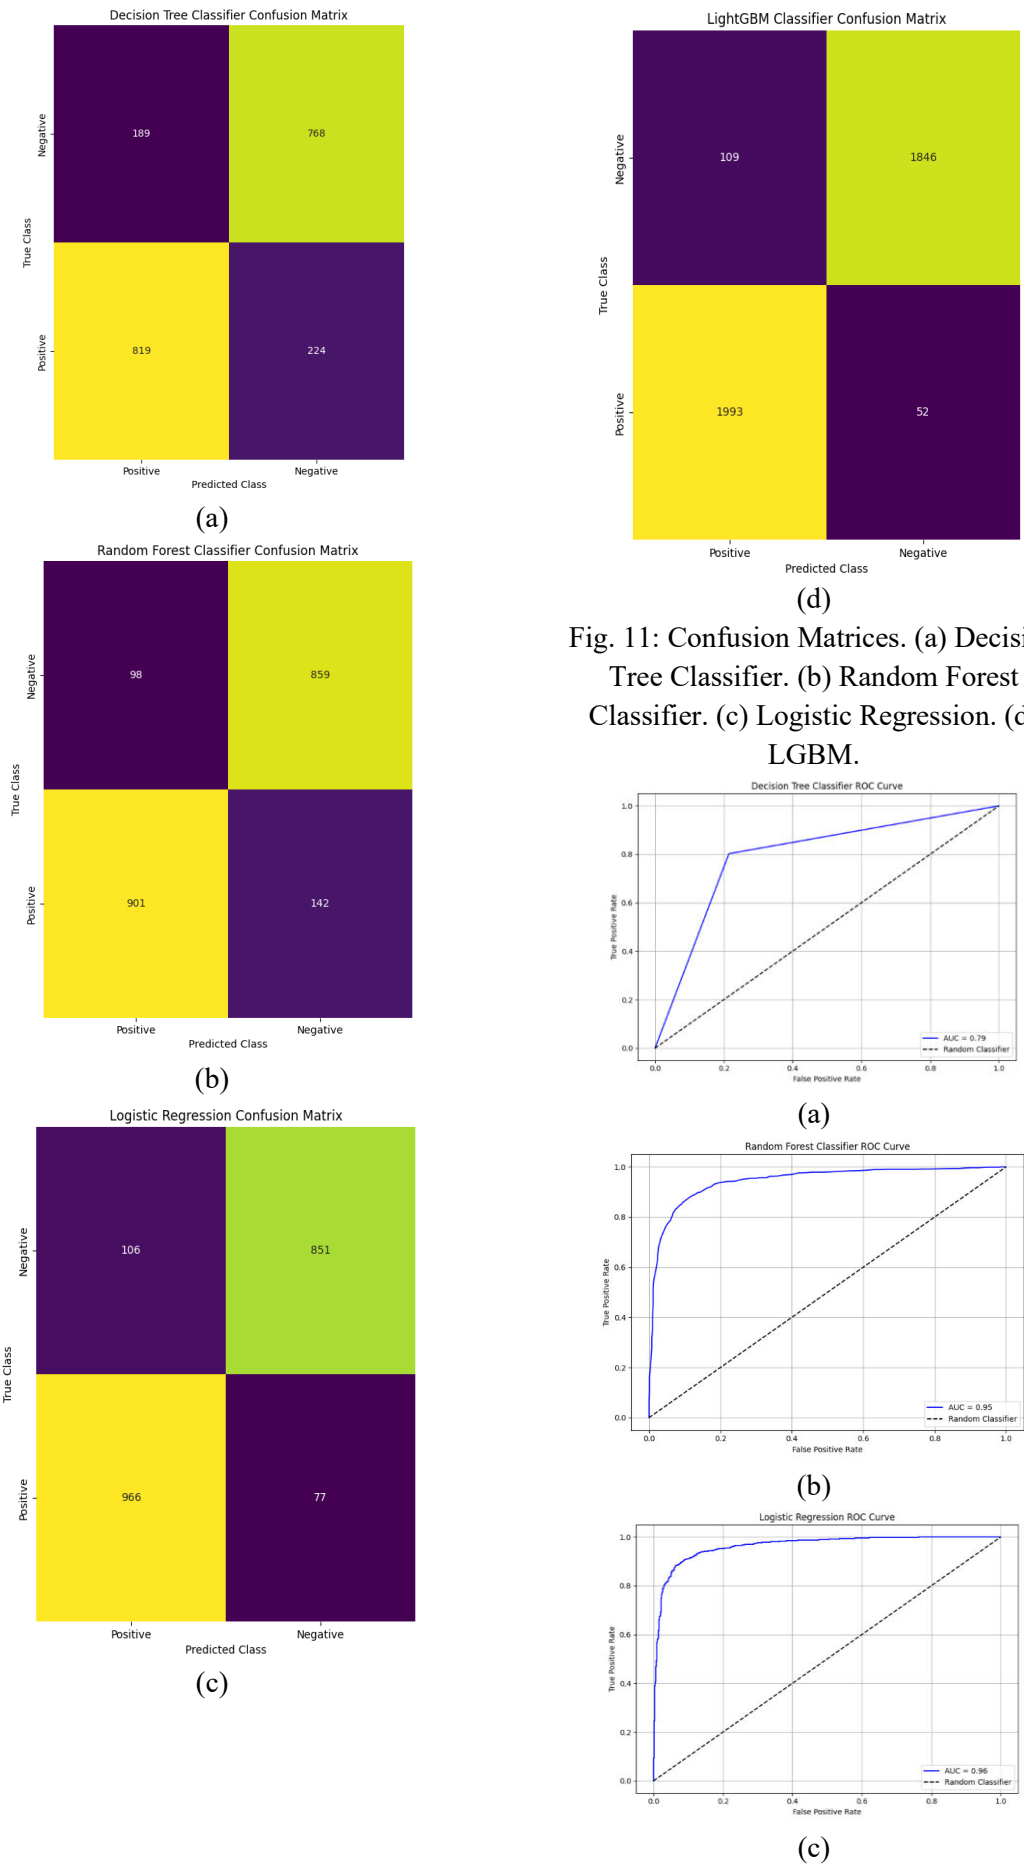 Decision Tree Classifier Confusion Matrix
Negative
189
768
True Class
Positive
819
224
Positive
Negative
Predicted Class
(a)
Random Forest Classifier Confusion Matrix
Negative
98
859
True Class
Positive
901
142
Positive
Negative
Predicted Class
(b)
Logistic Regression Confusion Matrix
Negative
106
851
True Class
Positive
966
77
Positive
Negative
Predicted Class
(c)
LightGBM Classifier Confusion Matrix
Negative
109
1846
True Class
Positive
1993
52
Positive
Negative
Predicted Class
(d)
Fig. 11: Confusion Matrices. (a) Decisi
Tree Classifier. (b) Random Forest
Classifier. (c) Logistic Regression. (d
LGBM.
Decision Tree Classifier ROC Curve
1.0
0.8
0.6
0.4
0.2
0.0
True Positive Rate
AUC = 0.79
Random Classifier
0.0 0.2 0.4 0.6 0.8 1.0
False Positive Rate
(a)
Random Forest Classifier ROC Curve
1.0
0.8
0.6
0.4
0.2
0.0
True Positive Rate
AUC = 0.95
Random Classifier
0.0 0.2 0.4 0.6 0.8 1.0
False Positive Rate
(b)
Logistic Regression ROC Curve
1.0
0.8
0.6
0.4
0.2
0.0
True Positive Rate
AUC = 0.96
Random Classifier
0.0 0.2 0.4 0.6 0.8 1.0
False Positive Rate
(c)